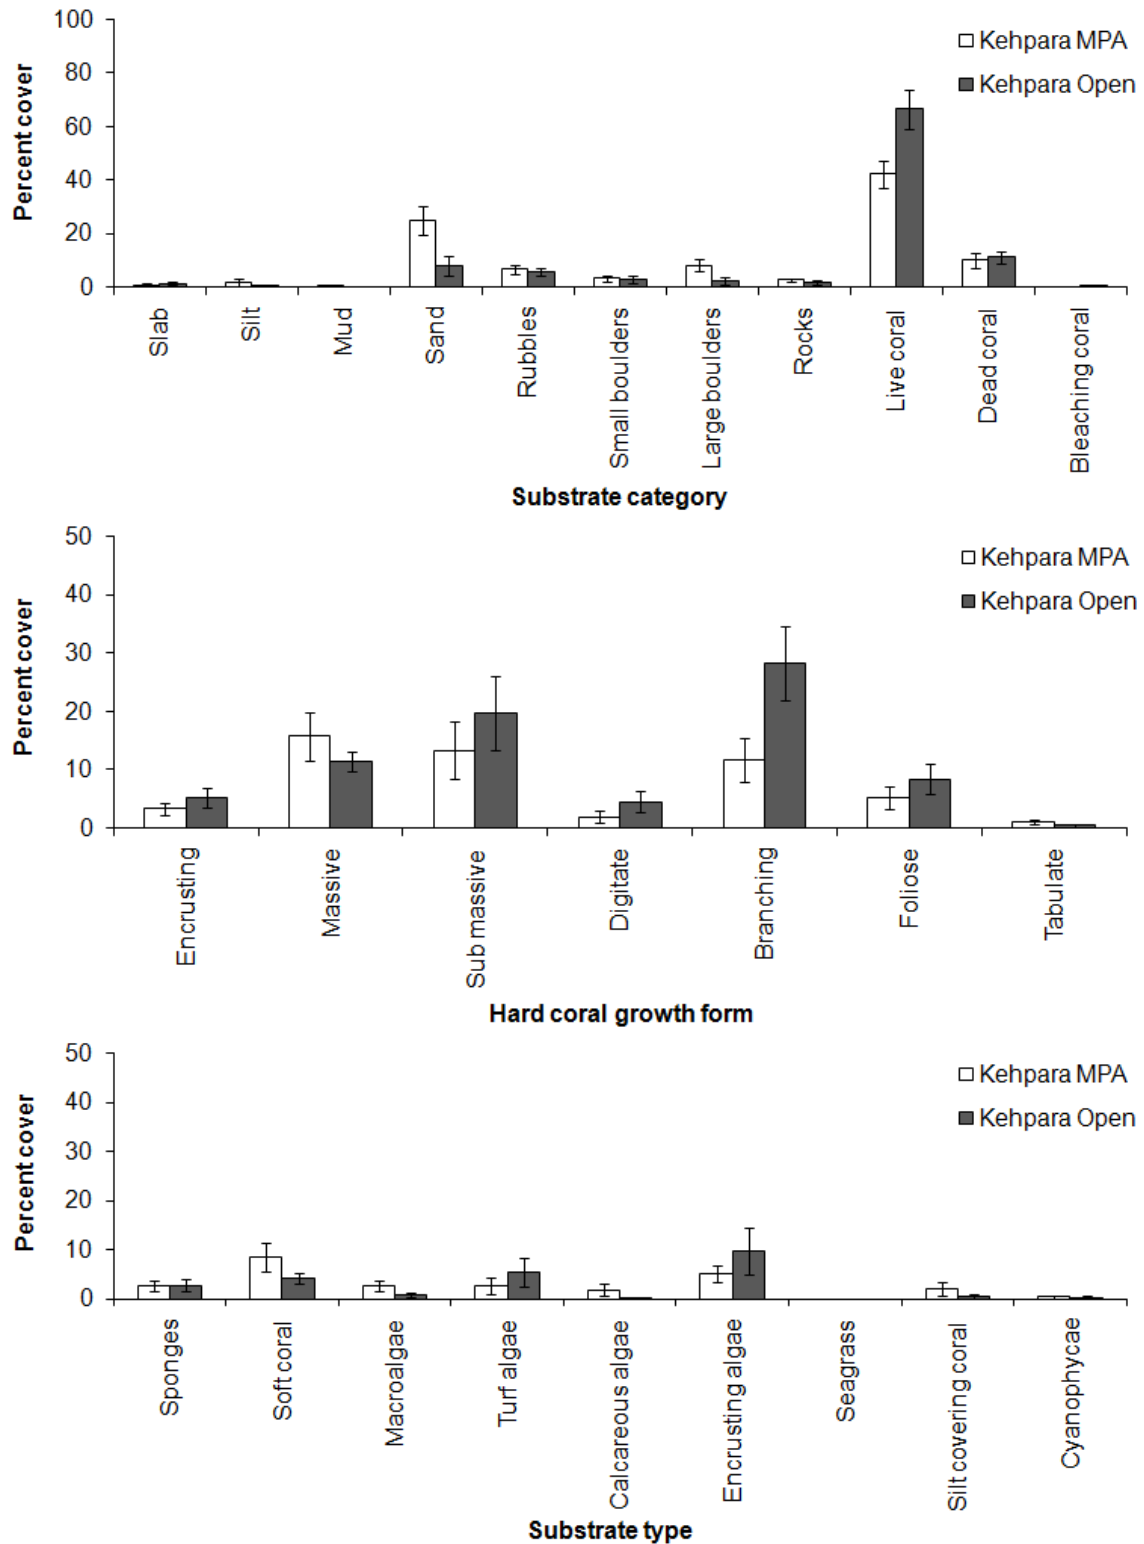 Percent cover
100
80
60
40
20
0
Kehpara MPA
Kehpara Open
Slab
Silt
Mud
Sand
Rubbles
Small boulders
Large boulders
Rocks
Live coral
Dead coral
Bleaching coral
Substrate category
Percent cover
50
40
30
20
10
0
Kehpara MPA
Kehpara Open
Encrusting
Massive
Sub massive
Digitate
Branching
Foliose
Tabulate
Hard coral growth form
Percent cover
50
40
30
20
10
0
Kehpara MPA
Kehpara Open
Sponges
Soft coral
Macroalgae
Turf algae
Calcareous algae
Encrusting algae
Seagrass
Silt covering coral
Cyanophycae
Substrate type